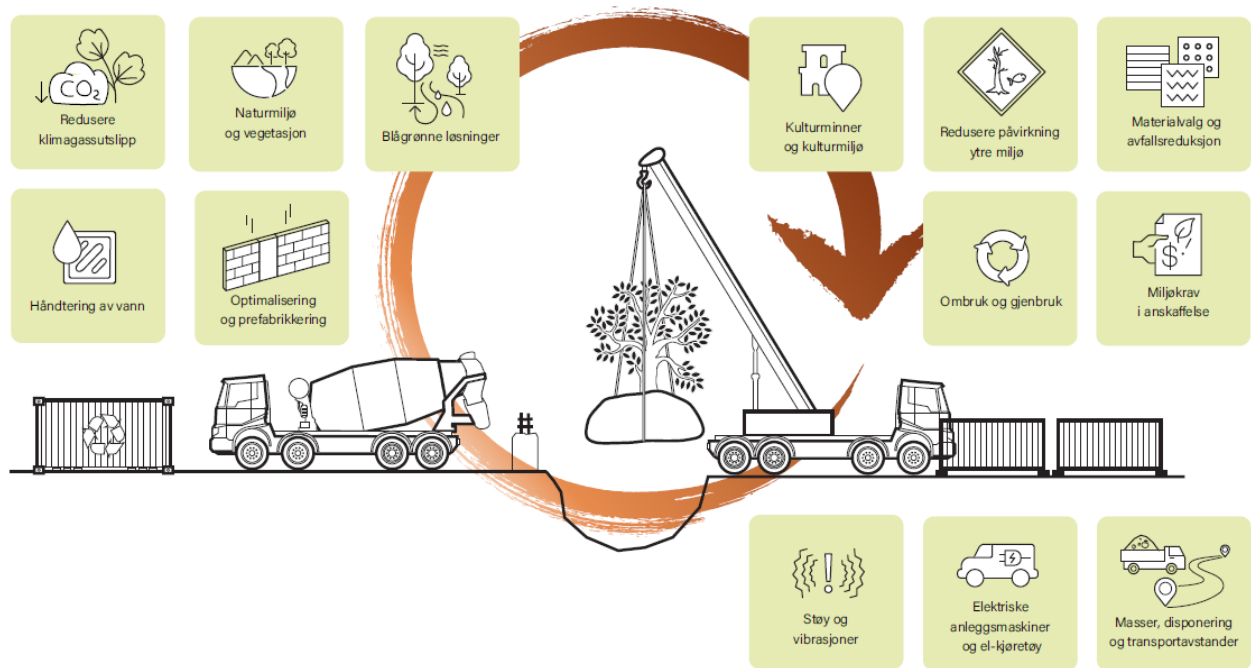 CO₂
Redusere
klimagassutslipp
Naturmiljø
og vegetasjon
Blågrønne løsninger
Kulturminner
og kulturmiljø
Redusere påvirkning
ytre miljø
Materialvalg og
avfallsreduksjon
Håndtering av vann
Optimalisering
og prefabrikkering
Ombruk og gjenbruk
$
Miljøkrav
i anskaffelse
!
Støy og
vibrasjoner
Elektriske
anleggsmaskiner
og el-kjøretøy
Masser, disponering
og transportavstander